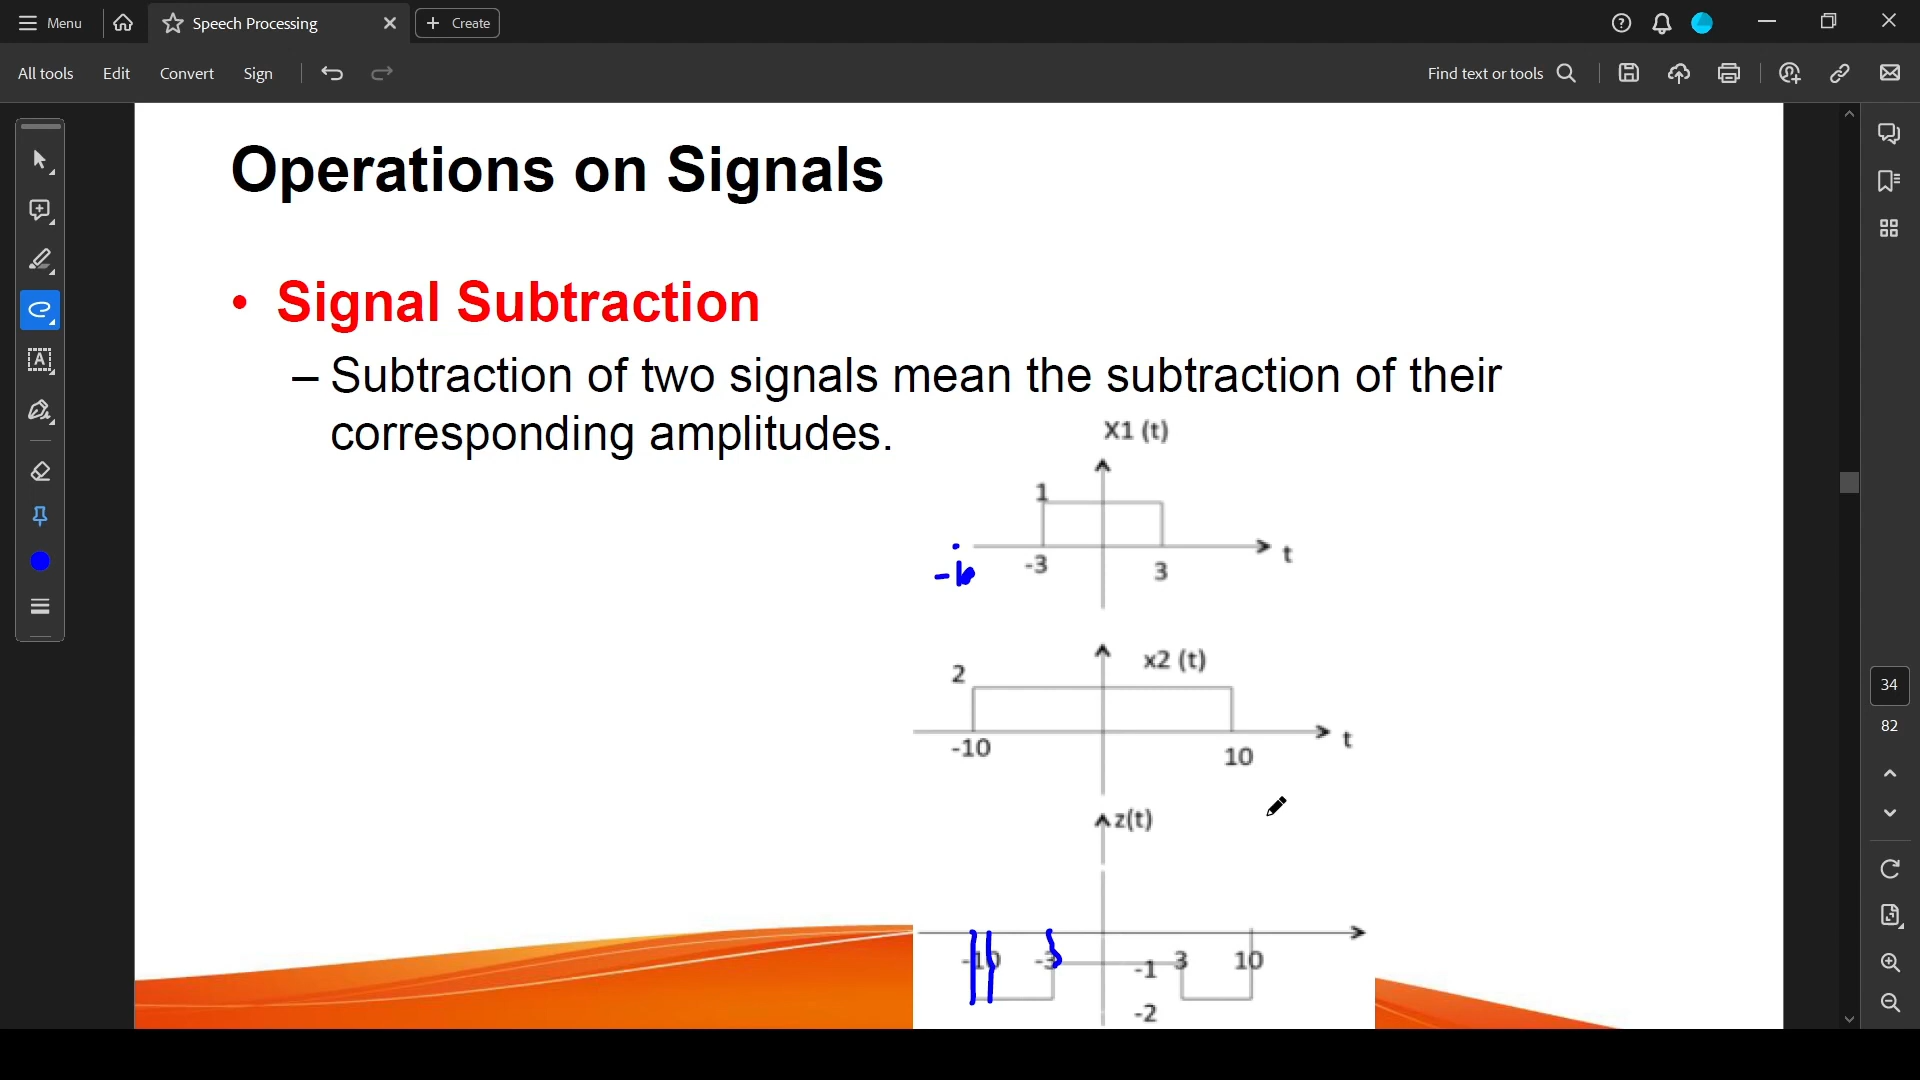 Menu
Speech Processing
Create
All tools
Edit
Convert
Sign
Find text or tools
Operations on Signals
• Signal Subtraction
– Subtraction of two signals mean the subtraction of their
corresponding amplitudes.
X1 (t)
1
t
-3
3
x2 (t)
2
t
-10
10
z(t)
-10
-3
-1
3
10
-2
34
82